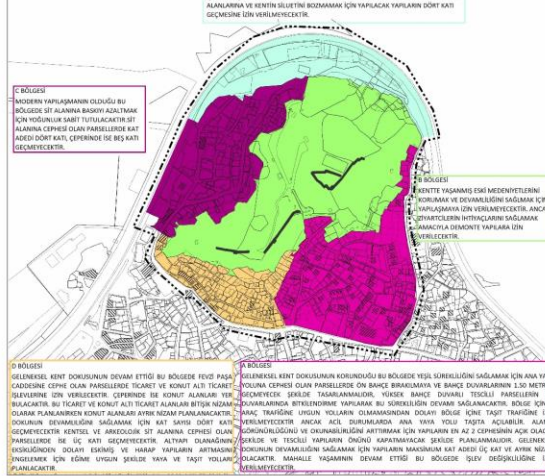 ALANLARINA VE KENTİN SİLUETİNİ BOZMAMAK İÇİN YAPILACAK YAPILARIN DÖRT KATI
GEÇMESİNE İZİN VERİLMEYECEKTİR.
C BÖLGESİ
MODERN YAPILAŞMANIN OLDUĞU BU
BÖLGEDE SİT ALANINA BASKIYI AZALTMAK
İÇİN YOĞUNLUK SABİT TUTULACAKTIR.SİT
ALANINA CEPHESİ OLAN PARSELLERDE KAT
ADEDİ DÖRT KATI, ÇEPERİNDE İSE BEŞ KATI
GEÇMEYECEKTİR.
B BÖLGESİ
KENTTE YAŞANMIŞ ESKİ MEDENİYETLERİNİ
KORUMAK VE DEVAMLILIĞINI SAĞLMAK İÇİN
YAPILAŞMAYA İZİN VERİLMEYECEKTİR. ANCAK
ZİYARTCİLERİN İHTİYAÇLARINI SAĞLAMAK
AMACIYLA DEMONTE YAPILARA İZİN
VERİLECEKTİR.
D BÖLGESİ
GELENEKSEL KENT DOKUSUNUN DEVAM ETTİĞİ BU BÖLGEDE FEVZİ PAŞA
CADDESİNE CEPHE OLAN PARSELLERDE TİCARET VE KONUT ALTI TİCARET
İŞLEVLERİNE İZİN VERİLECEKTİR. ÇEPERİNDE İSE KONUT ALANLARI YER
BULACAKTIR. BU TİCARET VE KONUT ALTI TİCARET ALANLARI BİTİŞİK NİZAM
OLARAK PLANLANIRKEN KONUT ALANLARI AYRIK NİZAM PLANLANACAKTIR.
DOKUNUN DEVAMLIĞINI SAĞLAMAK İÇİN KAT SAYISI DÖRT KATI
GEÇMEYECEKTİR KENTSEL VE ARKEOLOJİK SİT ALANINA CEPHESİ OLAN
PARSELLERDE İSE ÜÇ KATI GEÇMEYECEKTİR. ALTYAPI OLANAĞININ
EKSİKLİĞİNDEN DOLAYI ESKİMİŞ VE HARAP YAPILARIN ARTMASINI
ENGELEMEK İÇİN EĞİME UYGUN ŞEKİLDE YAYA VE TAŞIT YOLLARI
PLANLACAKTIR.
A BÖLGESİ
GELENEKSEL KENT DOKUSUNUN KORUNDUĞU BU BÖLGEDE YEŞİL SÜREKLİLİĞİNİ SAĞLAMAK İÇİN ANA YAYA
YOLUNA CEPHESİ OLAN PARSELLERDE ÖN BAHÇE BIRAKILMAYA VE BAHÇE DUVARLARININ 1.50 METREYİ
GEÇMEYECEK ŞEKİLDE TASARLANMALIDIR, YÜKSEK BAHÇE DUVARLI TESCİLLİ PARSELLERİN
DUVARLARINDA BİTKİLENDİRME YAPILARAK BU SÜREKLİLİĞİN DEVAMI SAĞLANACAKTIR. BÖLGE İÇİNDE
ARAÇ TRAFİĞİNE UYGUN YOLLARIN OLMAMASINDAN DOLAYI BÖLGE İÇİNE TAŞIT TRAFİĞİNE
VERİLMEYECEKTİR ANCAK ACİL DURUMLARDA ANA YAYA YOLU TAŞITA AÇILABİLİR. ALANIN
GÖRÜNÜRLÜĞÜNÜ VE OKUNABİLİRLİĞİNİ ARTTIRMAK İÇİN YAPILARIN EN AZ 2 CEPHESİNİN AÇIK OLACAK
ŞEKİLDE VE TESCİLLİ YAPILARIN ÖNÜNÜ KAPATMAYACAK ŞEKİLDE PLANLANMALIDIR. GELENEKSEL
DOKUNUN DEVAMLIĞINI SAĞLAMAK İÇİN YAPILARIN MAKSİMUM KAT ADEDİ ÜÇ KAT VE AYRIK NİZAM
OLACAKTIR. MAHALLE YAŞAMININ DEVAM ETTİĞİ BU BÖLGEDE İŞLEV DEĞİŞİKLİLİĞİNE
VERİLMEYECEKTİR.